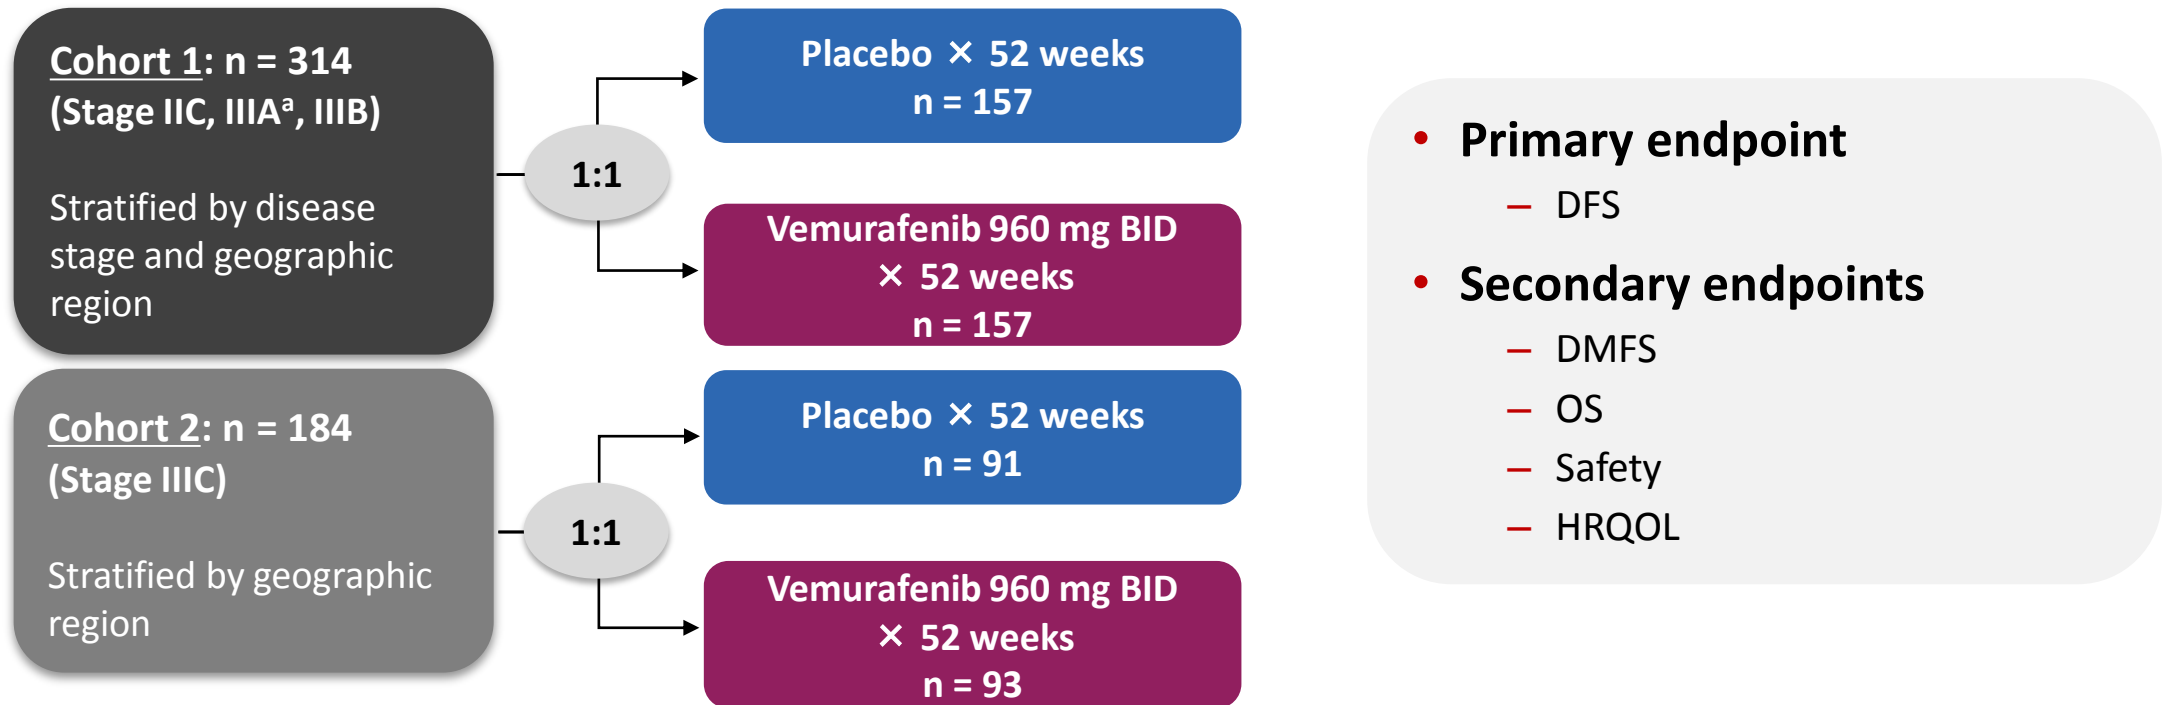 Cohort 1: n = 314
(Stage IIC, IIIAᵃ, IIIB)
Stratified by disease
stage and geographic
region
1:1
Placebo × 52 weeks
n = 157
Vemurafenib 960 mg BID
× 52 weeks
n = 157
Cohort 2: n = 184
(Stage IIIC)
Stratified by geographic
region
1:1
Placebo × 52 weeks
n = 91
Vemurafenib 960 mg BID
× 52 weeks
n = 93
• Primary endpoint
– DFS
• Secondary endpoints
– DMFS
– OS
– Safety
– HRQOL